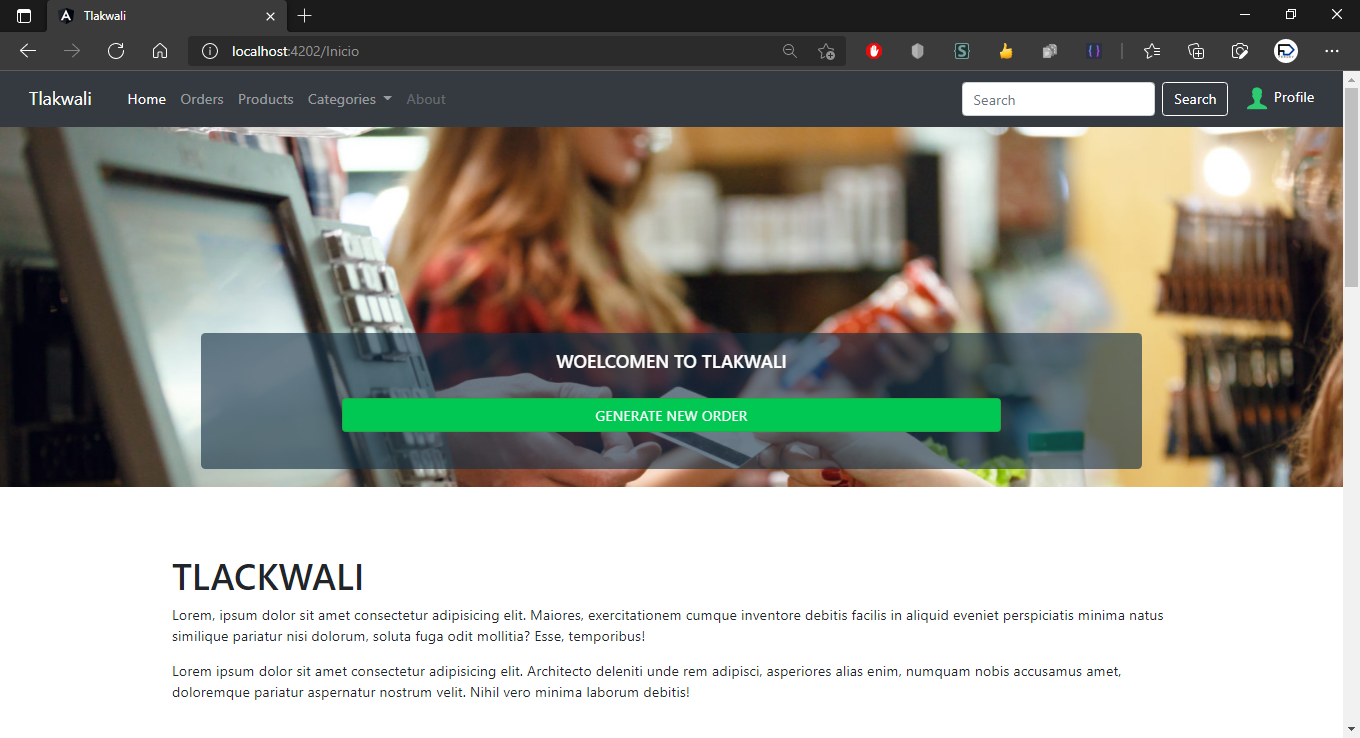 Tlakwali
localhost:4202/Inicio
Tlakwali Home Orders Products Categories About Search Search Profile
WOELCOMEN TO TLAKWALI
GENERATE NEW ORDER
TLACKWALI
Lorem, ipsum dolor sit amet consectetur adipisicing elit. Maiores, exercitationem cumque inventore debitis facilis in aliquid eveniet perspiciatis minima natus
similique pariatur nisi dolorum, soluta fuga odit mollitia? Esse, temporibus!
Lorem ipsum dolor sit amet consectetur adipisicing elit. Architecto deleniti unde rem adipisci, asperiores alias enim, numquam nobis accusamus amet,
doloremque pariatur aspernatur nostrum velit. Nihil vero minima laborum debitis!